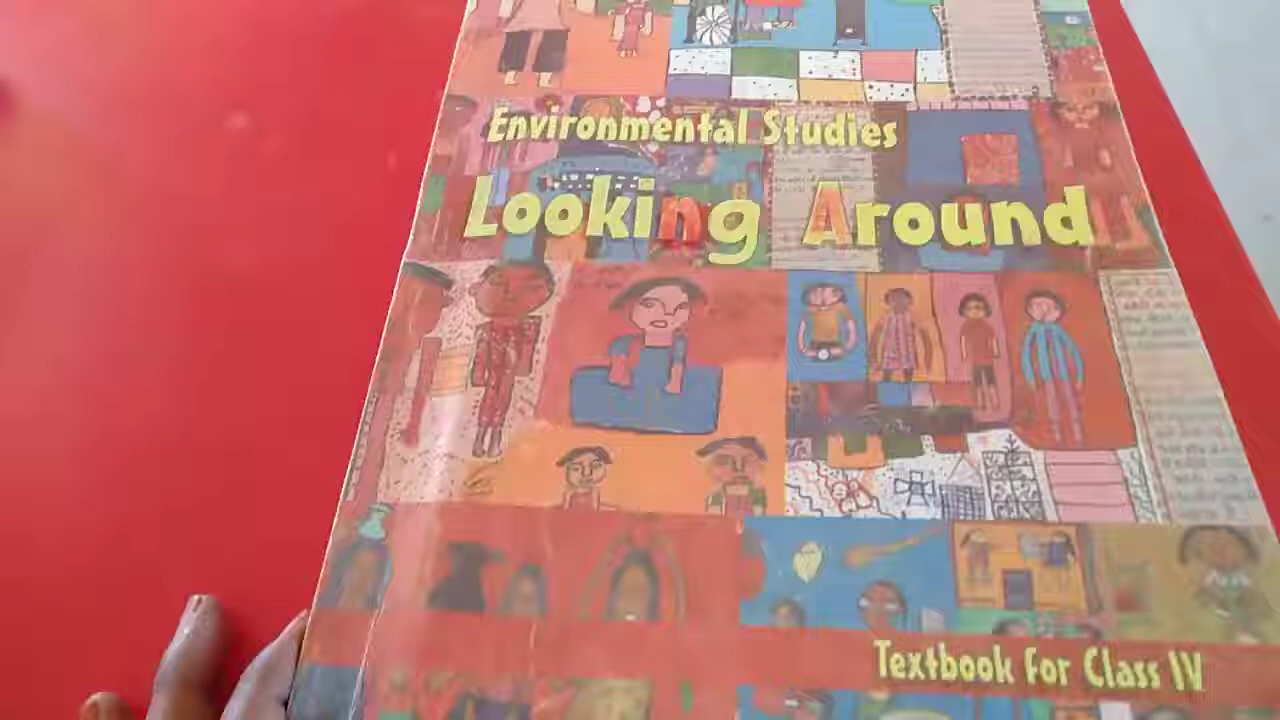 Environmental Studies
Looking Around
Textbook for Class IV